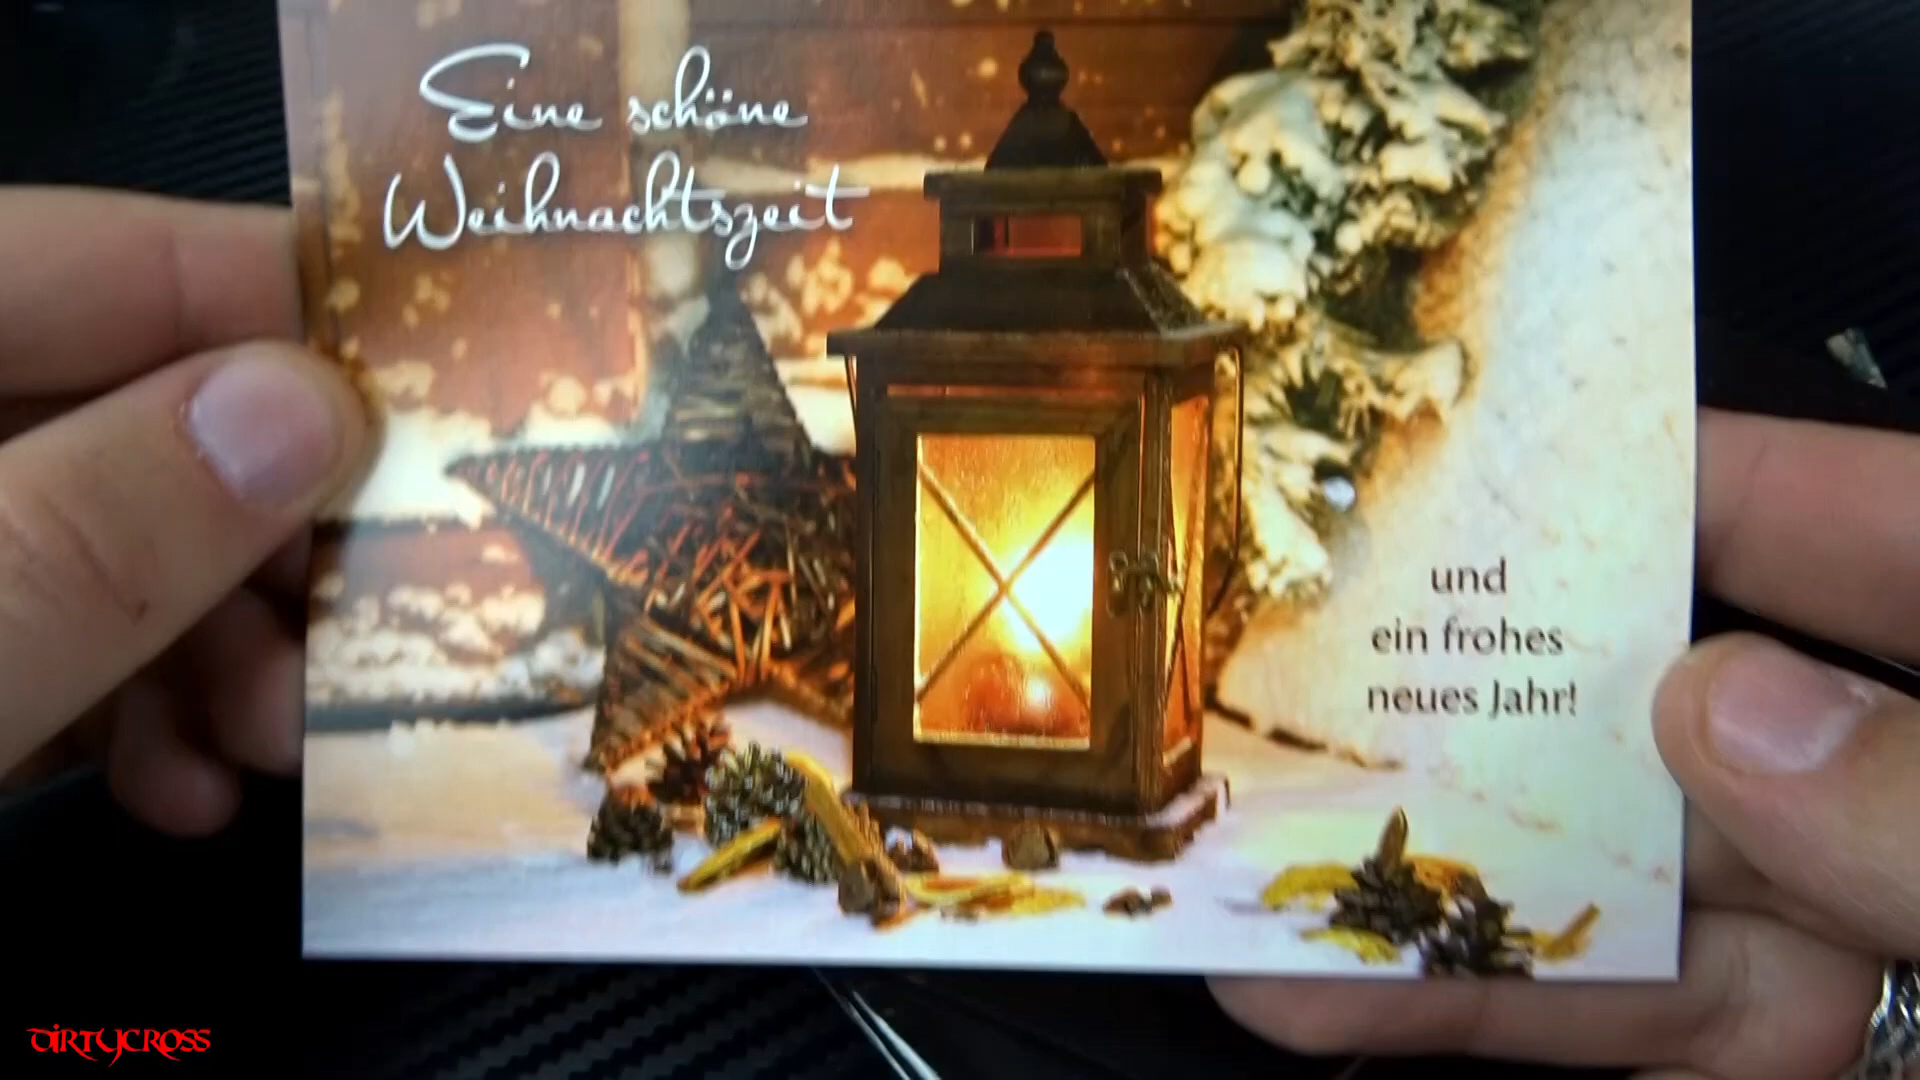 Eine schöne
Weihnachtszeit
und
ein frohes
neues Jahr!
DIRTYCROSS